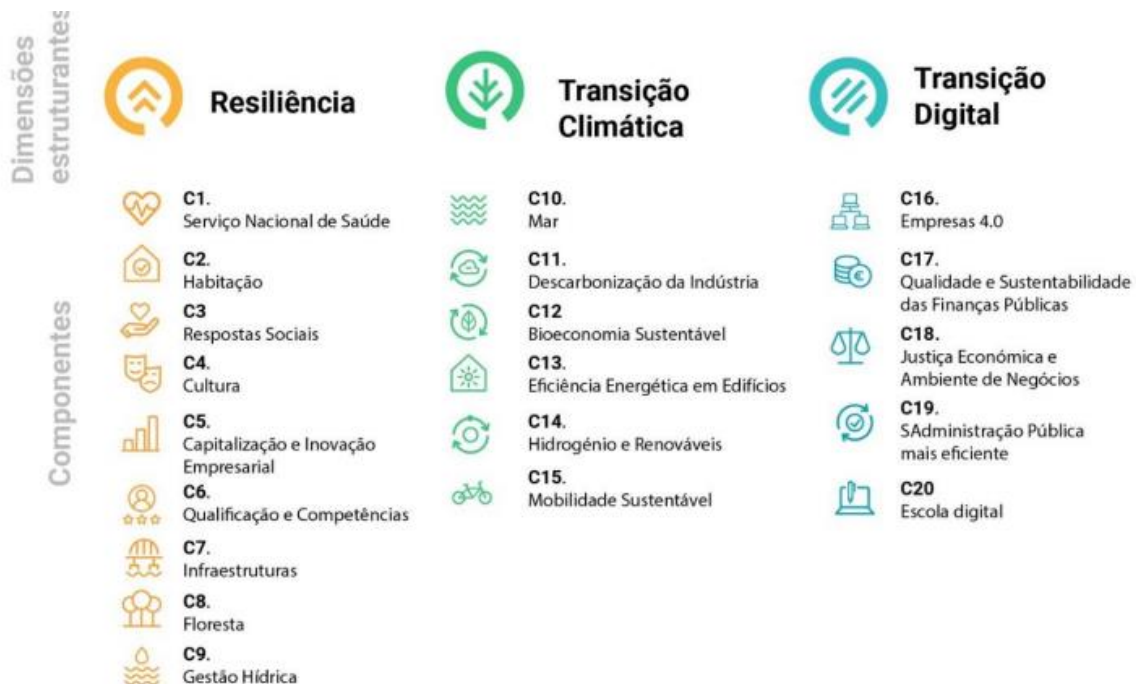 Dimensões
estruturantes
Resiliência
Transição
Climática
Transição
Digital
Componentes
C1.
Serviço Nacional de Saúde
C2.
Habitação
C3
Respostas Sociais
C4.
Cultura
C5.
Capitalização e Inovação
Empresarial
C6.
Qualificação e Competências
C7.
Infraestruturas
C8.
Floresta
C9.
Gestão Hídrica
C10.
Mar
C11.
Descarbonização da Indústria
C12
Bioeconomia Sustentável
C13.
Eficiência Energética em Edifícios
C14.
Hidrogénio e Renováveis
C15.
Mobilidade Sustentável
C16.
Empresas 4.0
C17.
Qualidade e Sustentabilidade
das Finanças Públicas
C18.
Justiça Económica e
Ambiente de Negócios
C19.
SAdministração Pública
mais eficiente
C20
Escola digital